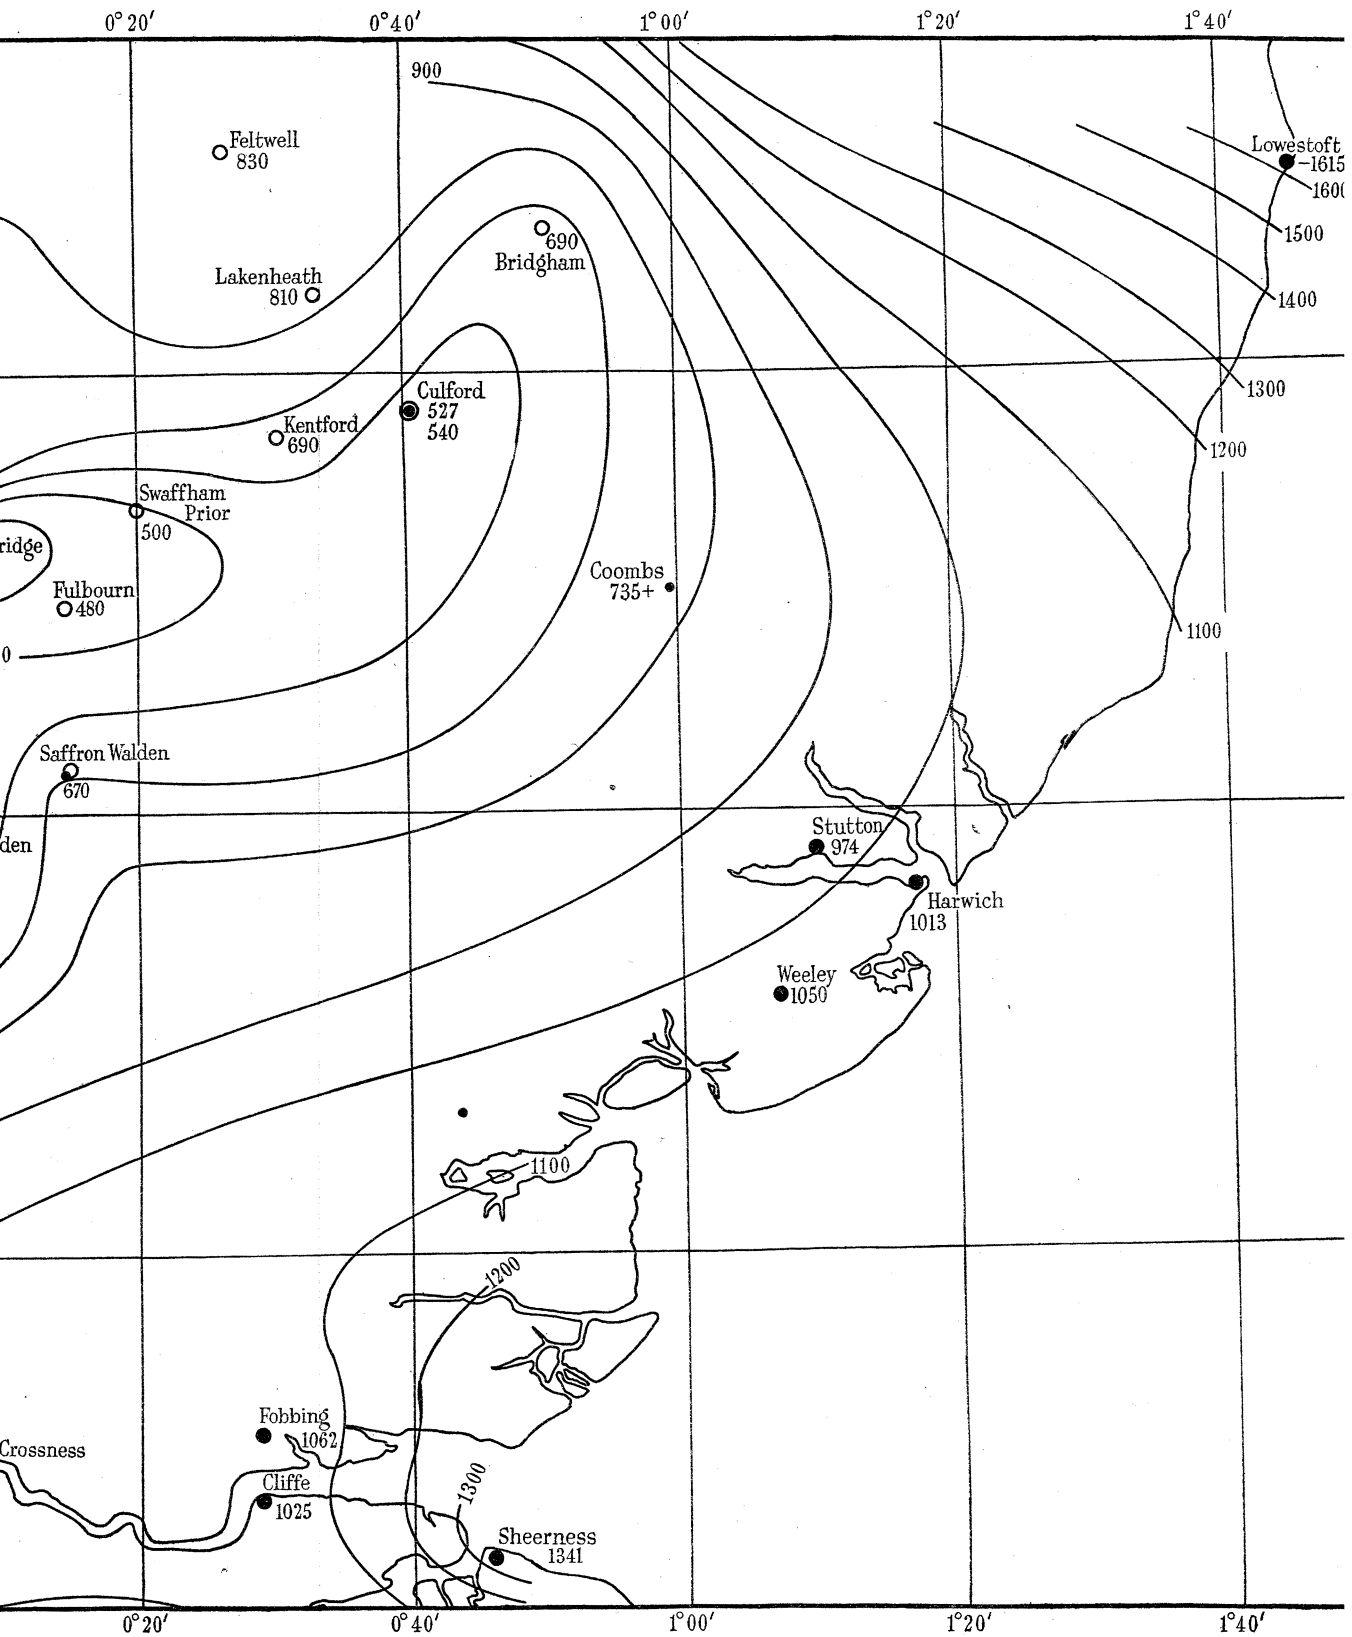 0°20′ 0°40′ 1°00′ 1°20′ 1°40′
900
Feltwell
830
Lowestoft
-1615
1600
1500
690
Bridgham
Lakenheath
810
1400
1300
Culford
527
540
Kentford
690
1200
Swaffham
Prior
500
ridge
Fulbourn
480
Coombs
735+
1100
0
Saffron Walden
670
den
Stutton
974
Harwich
1013
Weeley
1050
1100
1200
Fobbing
1062
Crossness
Cliffe
1025
1300
Sheerness
1341
0°20′ 0°40′ 1°00′ 1°20′ 1°40′